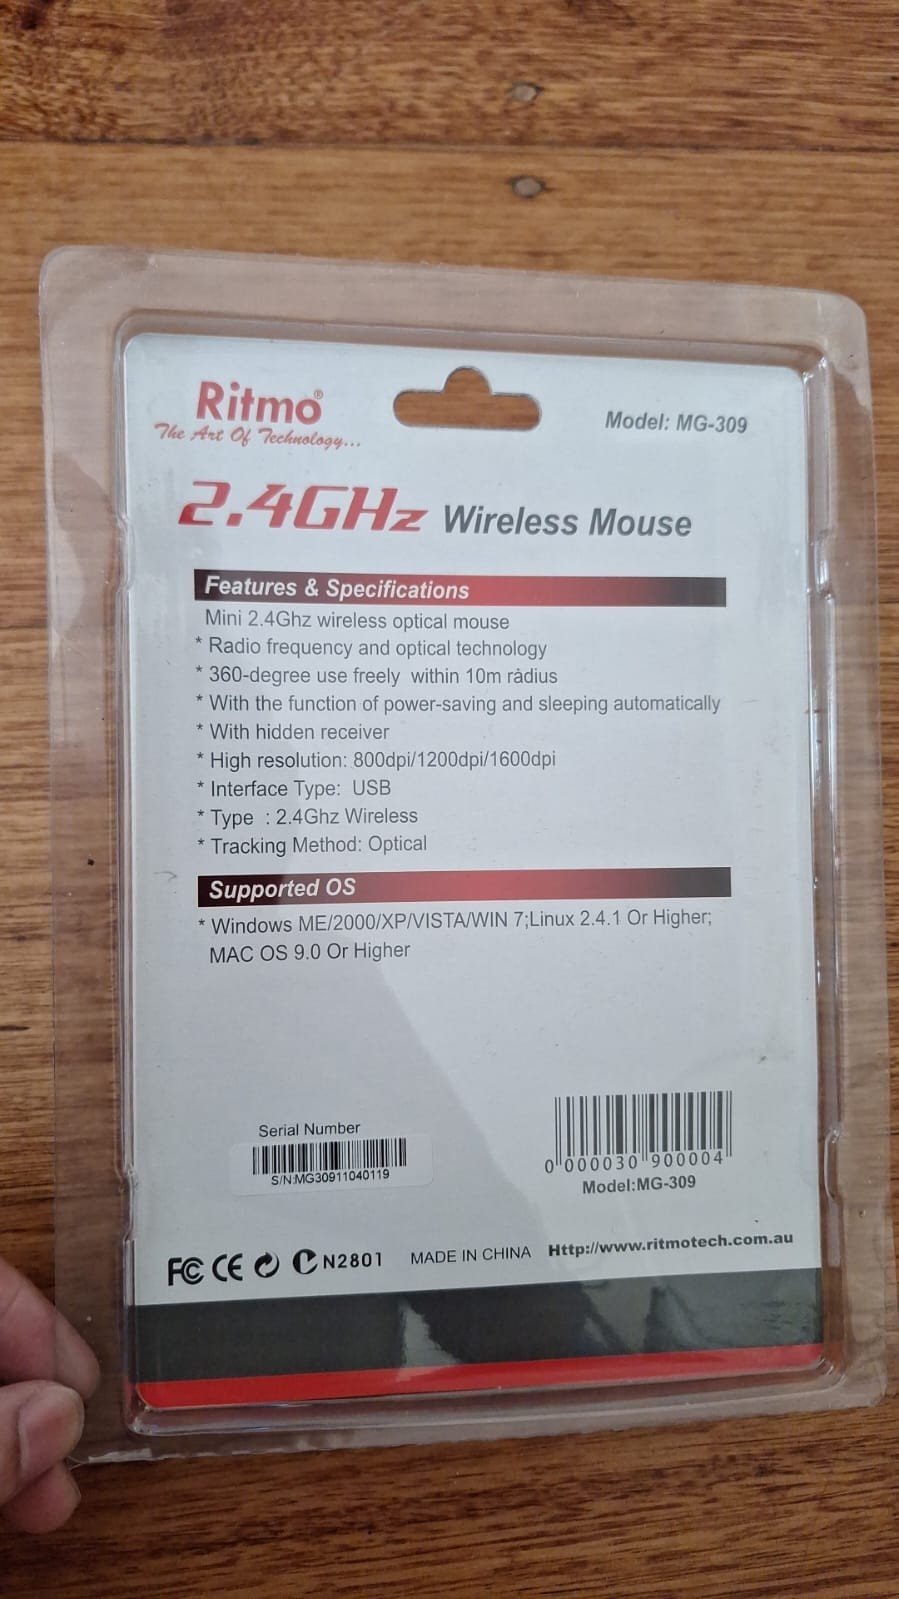 Ritmo®
The Art Of Technology...
Model: MG-309
2.4GHz Wireless Mouse
Features & Specifications
Mini 2.4Ghz wireless optical mouse
* Radio frequency and optical technology
* 360-degree use freely within 10m ràdius
* With the function of power-saving and sleeping automatically
* With hidden receiver
* High resolution: 800dpi/1200dpi/1600dpi
* Interface Type: USB
* Type : 2.4Ghz Wireless
* Tracking Method: Optical
Supported OS
* Windows ME/2000/XP/VISTA/WIN 7;Linux 2.4.1 Or Higher;
MAC OS 9.0 Or Higher
Serial Number
S/N:MG30911040119
0 000030 900004
Model:MG-309
FC CE N2801 MADE IN CHINA Http://www.ritmotech.com.au